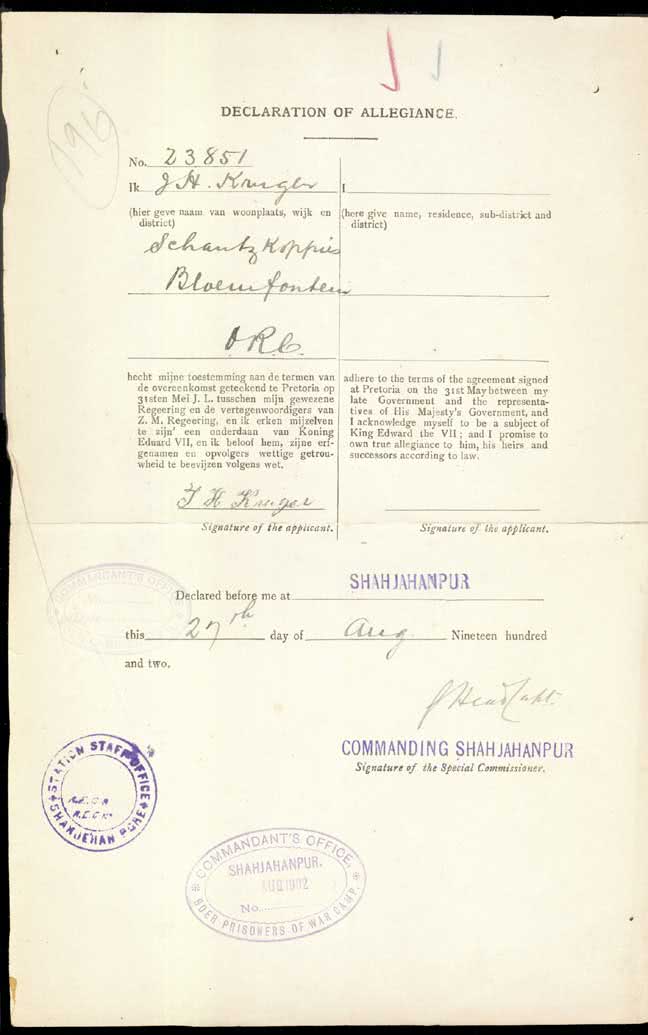 196
DECLARATION OF ALLEGIANCE.
No. 23851
Ik J H. Kruger
(hier geve naam van woonplaats, wijk en district)
Schantz Koppies
Bloemfontein
O.R.C.
hecht mijne toestemming aan de termen van
de overeenkomst geteekend te Pretoria op
31sten Mei J. L. tusschen mijn gewezene
Regeering en de vertegenwoordigers van
Z. M. Regeering, en ik erken mijzelven
te zijn' een onderdaan van Koning
Eduard VII, en ik beloof hem, zijne erf-
genamen en opvolgers wettige getrou-
wheid te bevijzen volgens wet.
J H Kruger
Signature of the applicant.
I
(here give name, residence, sub-district and
district)
adhere to the terms of the agreement signed
at Pretoria on the 31st May between my
late Government and the representa-
tives of His Majesty's Government, and
I acknowledge myself to be a subject of
King Edward the VII; and I promise to
own true allegiance to him, his heirs and
successors according to law.
Signature of the applicant.
COMMANDANT'S OFFICE
Declared before me at SHAHJAHANPUR
this 27th day of Aug Nineteen hundred
and two.
COMMANDING SHAHJAHANPUR
Signature of the Special Commissioner.
STATION STAFF OFFICE
SHAHJEHAN PORE
COMMANDANT'S OFFICE,
SHAHJAHANPUR.
AUG 1902
No.
BOER PRISONERS OF WAR CAMP.